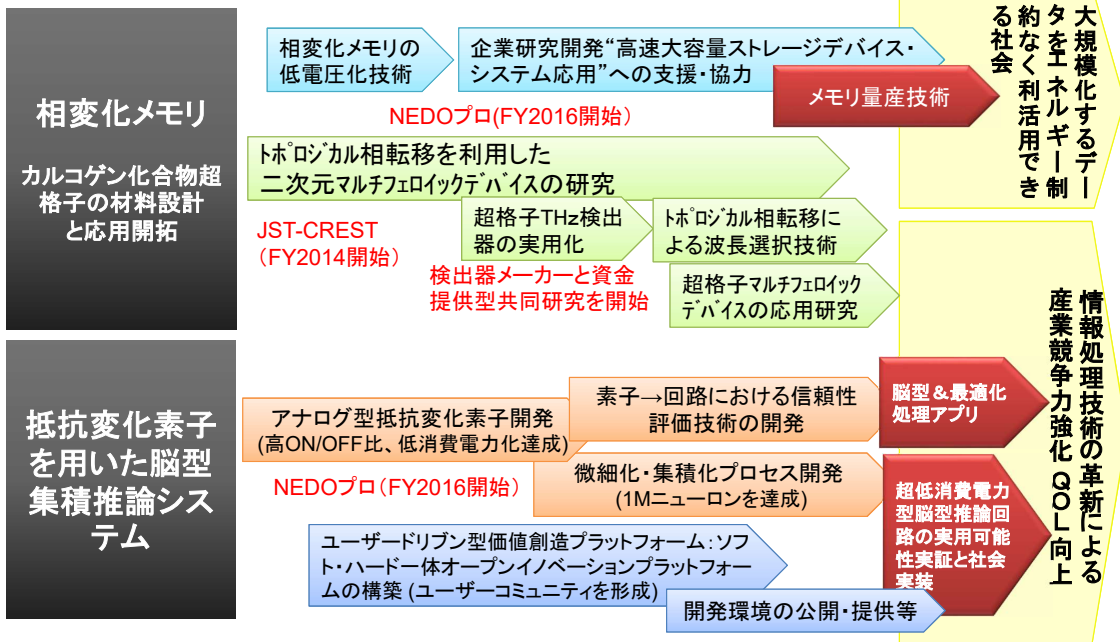 相変化メモリ
カルコゲン化合物超
格子の材料設計
と応用開拓
相変化メモリの
低電圧化技術
企業研究開発“高速大容量ストレージデバイス・
システム応用”への支援・協力
メモリ量産技術
NEDOプロ(FY2016開始)
ﾄﾎﾟﾛｼﾞｶﾙ相転移を利用した
二次元ﾏﾙﾁﾌｪﾛｲｯｸﾃﾞﾊﾞｲｽの研究
JST-CREST
（FY2014開始）
超格子THz検出
器の実用化
ﾄﾎﾟﾛｼﾞｶﾙ相転移に
よる波長選択技術
検出器メーカーと資金
提供型共同研究を開始
超格子ﾏﾙﾁﾌｪﾛｲｯｸ
ﾃﾞﾊﾞｲｽの応用研究
大規模化するデー
タをエネルギー制
約なく利活用でき
る社会
抵抗変化素子
を用いた脳型
集積推論シス
テム
アナログ型抵抗変化素子開発
(高ON/OFF比、低消費電力化達成)
素子→回路における信頼性
評価技術の開発
脳型＆最適化
処理アプリ
NEDOプロ（FY2016開始）
微細化・集積化プロセス開発
(1Mニューロンを達成)
超低消費電力
型脳型推論回
路の実用可能
性実証と社会
実装
ユーザードリブン型価値創造プラットフォーム：ソフ
ト・ハード一体オープンイノベーションプラットフォー
ムの構築 (ユーザーコミュニティを形成)
開発環境の公開・提供等
情報処理技術の革新による
産業競争力強化 QOL向上